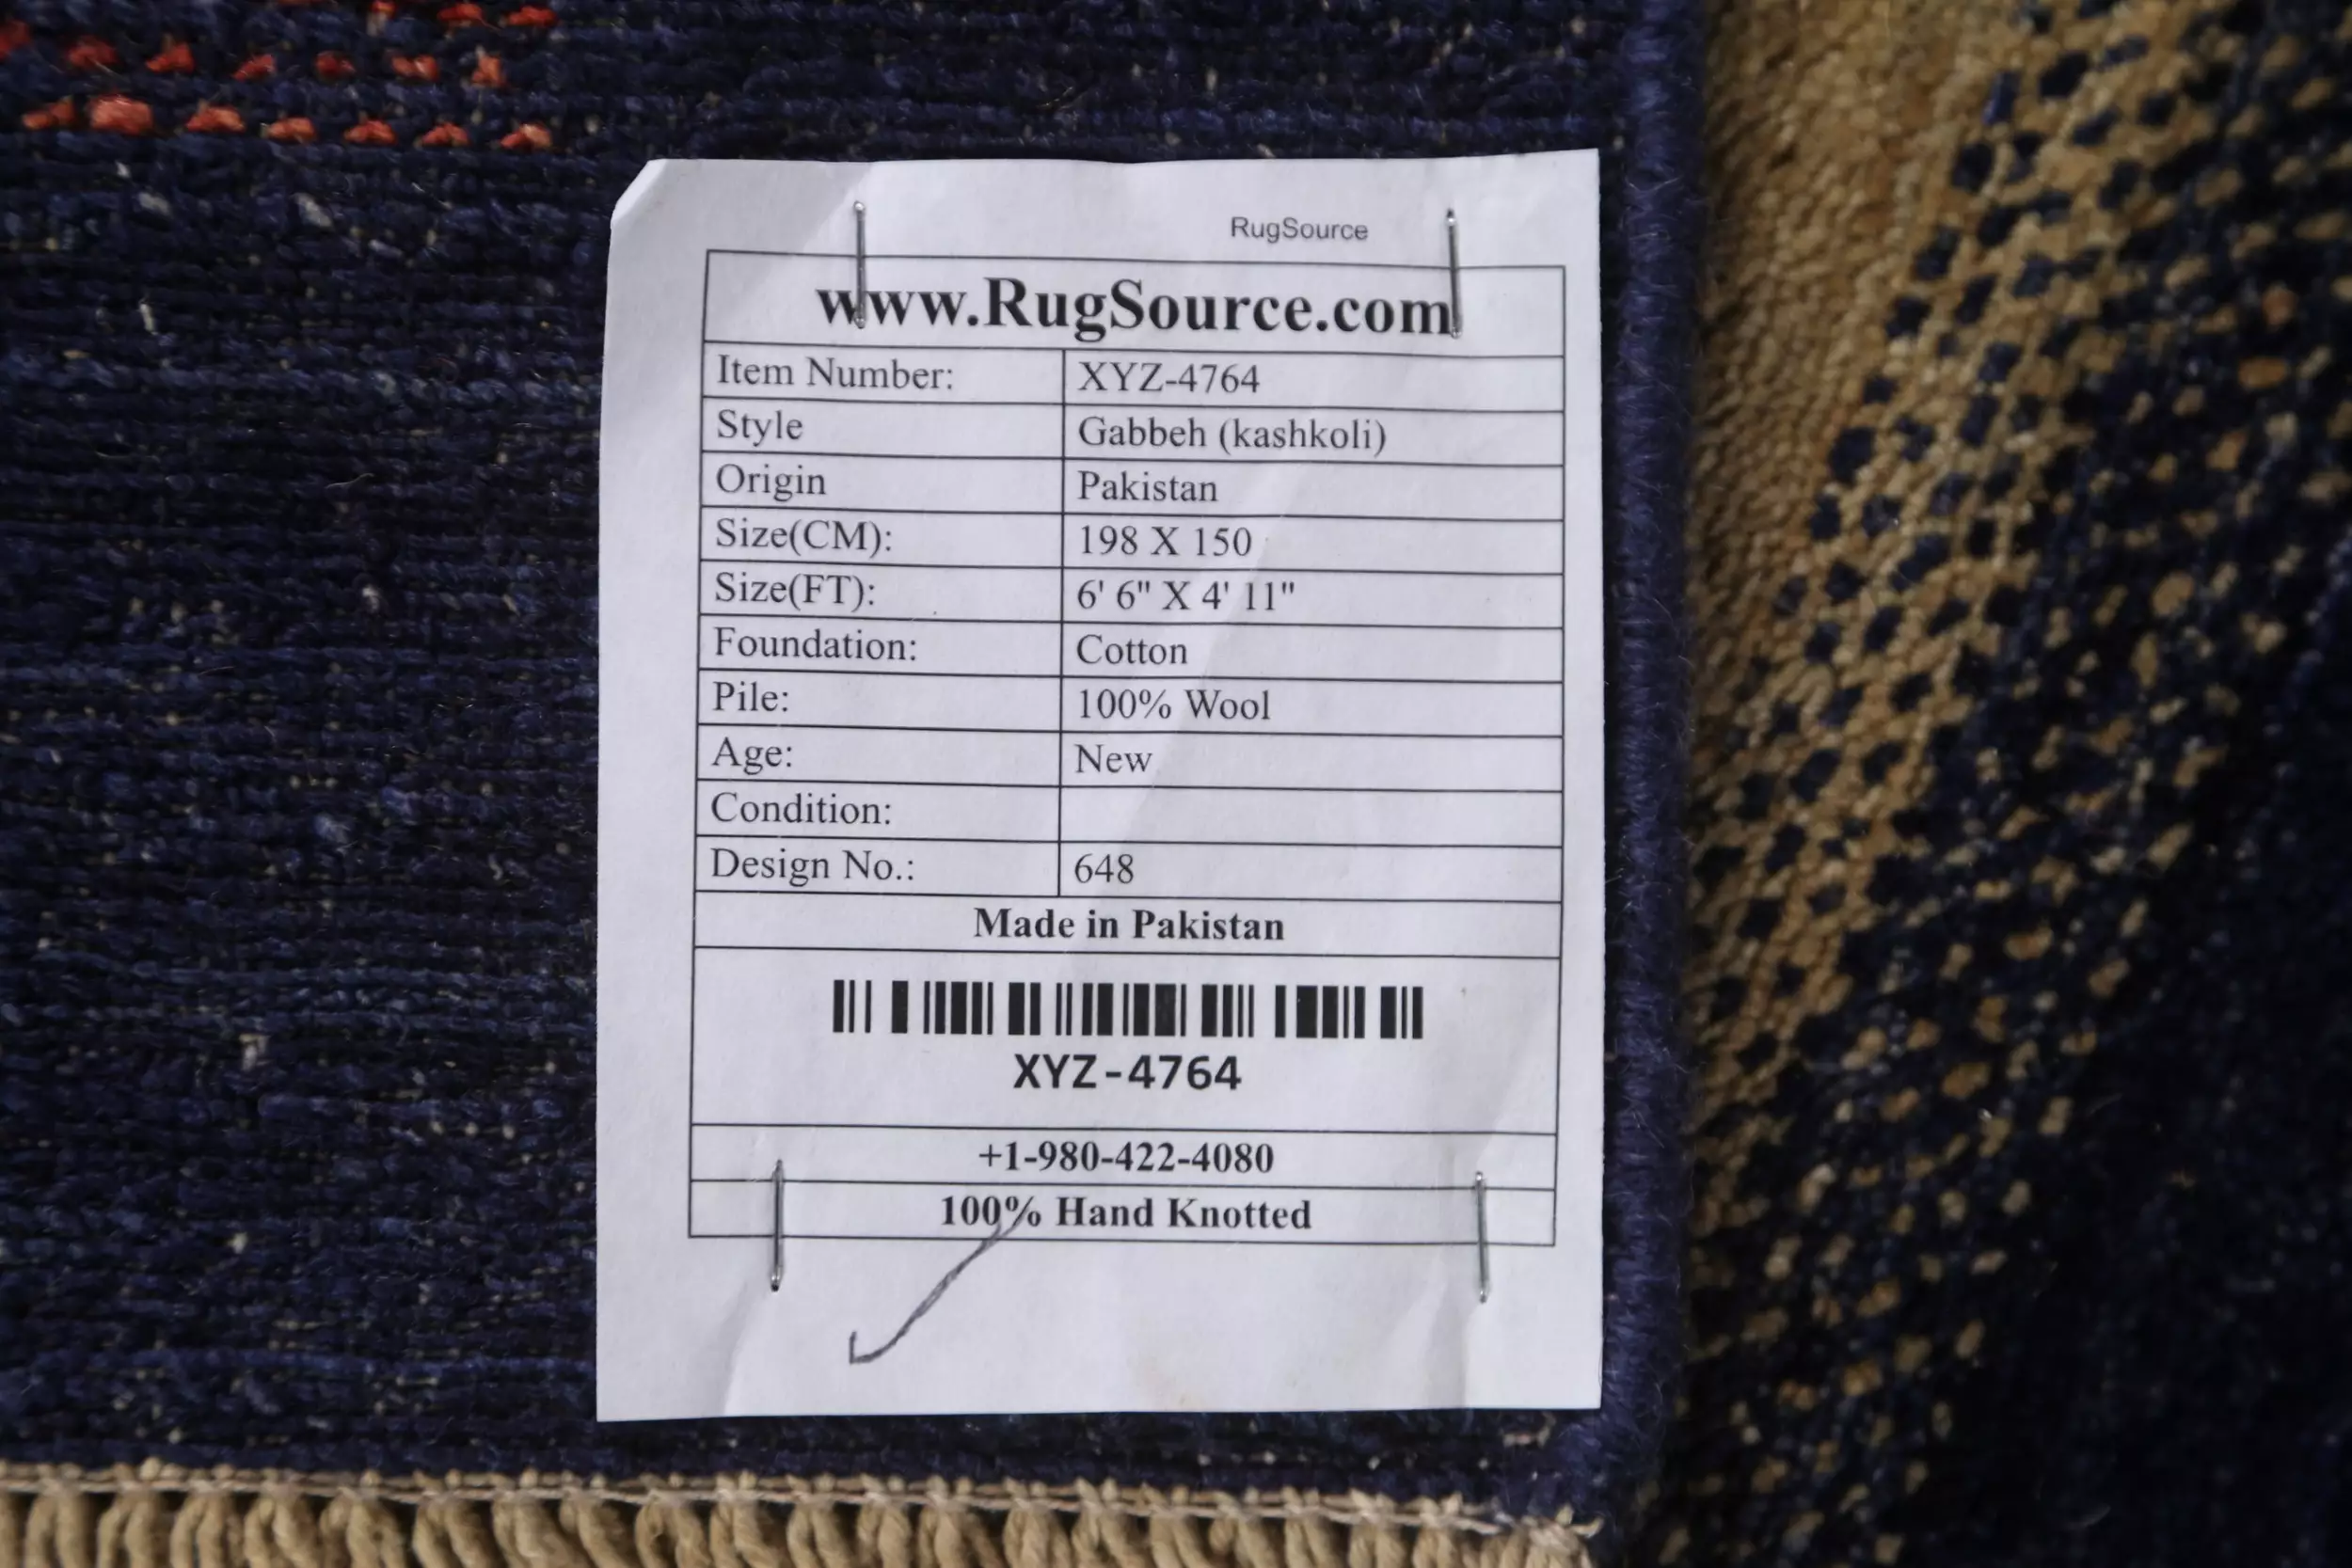 RugSource
www.RugSource.com
Item Number: XYZ-4764
Style Gabbeh (kashkoli)
Origin Pakistan
Size(CM): 198 X 150
Size(FT): 6' 6" X 4' 11"
Foundation: Cotton
Pile: 100% Wool
Age: New
Condition:
Design No.: 648
Made in Pakistan
XYZ-4764
+1-980-422-4080
100% Hand Knotted